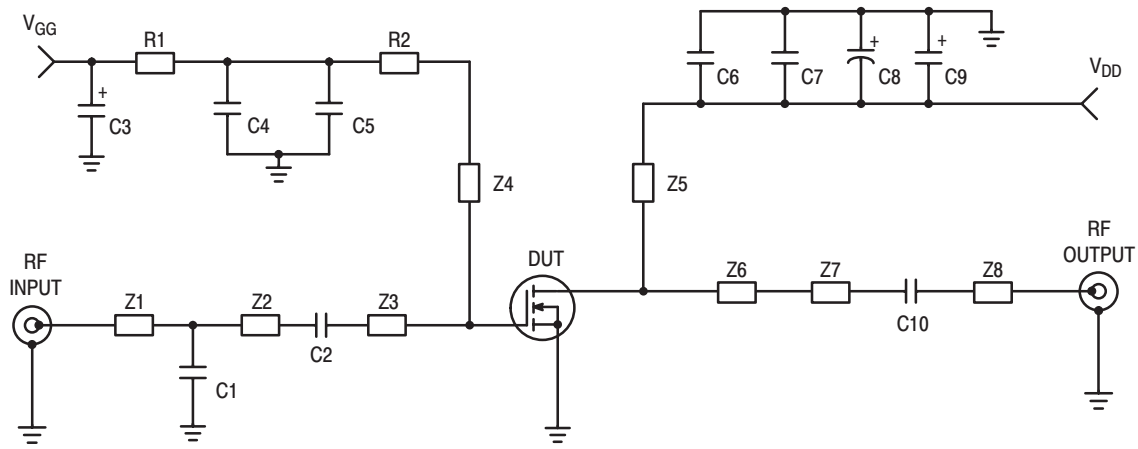 VGG
R1
R2
+
C3
C4
C5
C6
C7
+
C8
+
C9
VDD
Z4
Z5
RF
INPUT
Z1
Z2
C2
Z3
C1
DUT
Z6
Z7
C10
Z8
RF
OUTPUT